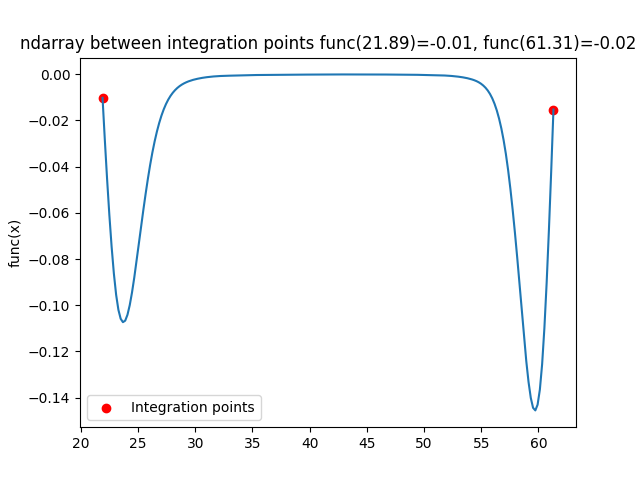 ndarray between integration points func(21.89)=-0.01, func(61.31)=-0.02
0.00
−0.02
−0.04
−0.06
−0.08
−0.10
−0.12
−0.14
func(x)
Integration points
20 25 30 35 40 45 50 55 60